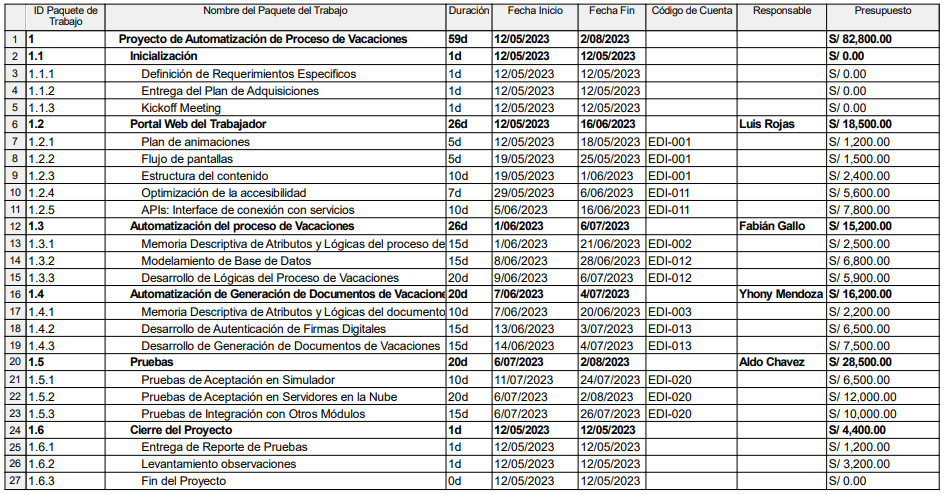 ID Paquete de Trabajo Nombre del Paquete del Trabajo Duración Fecha Inicio Fecha Fin Código de Cuenta Responsable Presupuesto
1 1 Proyecto de Automatización de Proceso de Vacaciones 59d 12/05/2023 2/08/2023 S/ 82,800.00
2 1.1 Inicialización 1d 12/05/2023 12/05/2023 S/ 0.00
3 1.1.1 Definición de Requerimientos Especificos 1d 12/05/2023 12/05/2023 S/ 0.00
4 1.1.2 Entrega del Plan de Adquisiciones 1d 12/05/2023 12/05/2023 S/ 0.00
5 1.1.3 Kickoff Meeting 1d 12/05/2023 12/05/2023 S/ 0.00
6 1.2 Portal Web del Trabajador 26d 12/05/2023 16/06/2023 Luis Rojas S/ 18,500.00
7 1.2.1 Plan de animaciones 5d 12/05/2023 18/05/2023 EDI-001 S/ 1,200.00
8 1.2.2 Flujo de pantallas 5d 19/05/2023 25/05/2023 EDI-001 S/ 1,500.00
9 1.2.3 Estructura del contenido 10d 19/05/2023 1/06/2023 EDI-001 S/ 2,400.00
10 1.2.4 Optimización de la accesibilidad 7d 29/05/2023 6/06/2023 EDI-011 S/ 5,600.00
11 1.2.5 APIs: Interface de conexión con servicios 10d 5/06/2023 16/06/2023 EDI-011 S/ 7,800.00
12 1.3 Automatización del proceso de Vacaciones 26d 1/06/2023 6/07/2023 Fabián Gallo S/ 15,200.00
13 1.3.1 Memoria Descriptiva de Atributos y Lógicas del proceso de 15d 1/06/2023 21/06/2023 EDI-002 S/ 2,500.00
14 1.3.2 Modelamiento de Base de Datos 15d 8/06/2023 28/06/2023 EDI-012 S/ 6,800.00
15 1.3.3 Desarrollo de Lógicas del Proceso de Vacaciones 20d 9/06/2023 6/07/2023 EDI-012 S/ 5,900.00
16 1.4 Automatización de Generación de Documentos de Vacacione 20d 7/06/2023 4/07/2023 Yhony Mendoza S/ 16,200.00
17 1.4.1 Memoria Descriptiva de Atributos y Lógicas del documento 10d 7/06/2023 20/06/2023 EDI-003 S/ 2,200.00
18 1.4.2 Desarrollo de Autenticación de Firmas Digitales 15d 13/06/2023 3/07/2023 EDI-013 S/ 6,500.00
19 1.4.3 Desarrollo de Generación de Documentos de Vacaciones 15d 14/06/2023 4/07/2023 EDI-013 S/ 7,500.00
20 1.5 Pruebas 20d 6/07/2023 2/08/2023 Aldo Chavez S/ 28,500.00
21 1.5.1 Pruebas de Aceptación en Simulador 10d 11/07/2023 24/07/2023 EDI-020 S/ 6,500.00
22 1.5.2 Pruebas de Aceptación en Servidores en la Nube 20d 6/07/2023 2/08/2023 EDI-020 S/ 12,000.00
23 1.5.3 Pruebas de Integración con Otros Módulos 15d 6/07/2023 26/07/2023 EDI-020 S/ 10,000.00
24 1.6 Cierre del Proyecto 1d 12/05/2023 12/05/2023 S/ 4,400.00
25 1.6.1 Entrega de Reporte de Pruebas 1d 12/05/2023 12/05/2023 S/ 1,200.00
26 1.6.2 Levantamiento observaciones 1d 12/05/2023 12/05/2023 S/ 3,200.00
27 1.6.3 Fin del Proyecto 0d 12/05/2023 12/05/2023 S/ 0.00